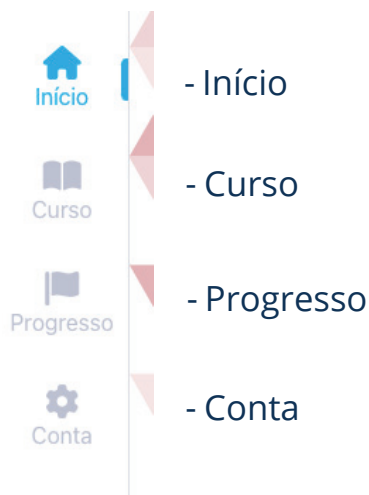 Início
- Início
Curso
- Curso
Progresso
- Progresso
Conta
- Conta